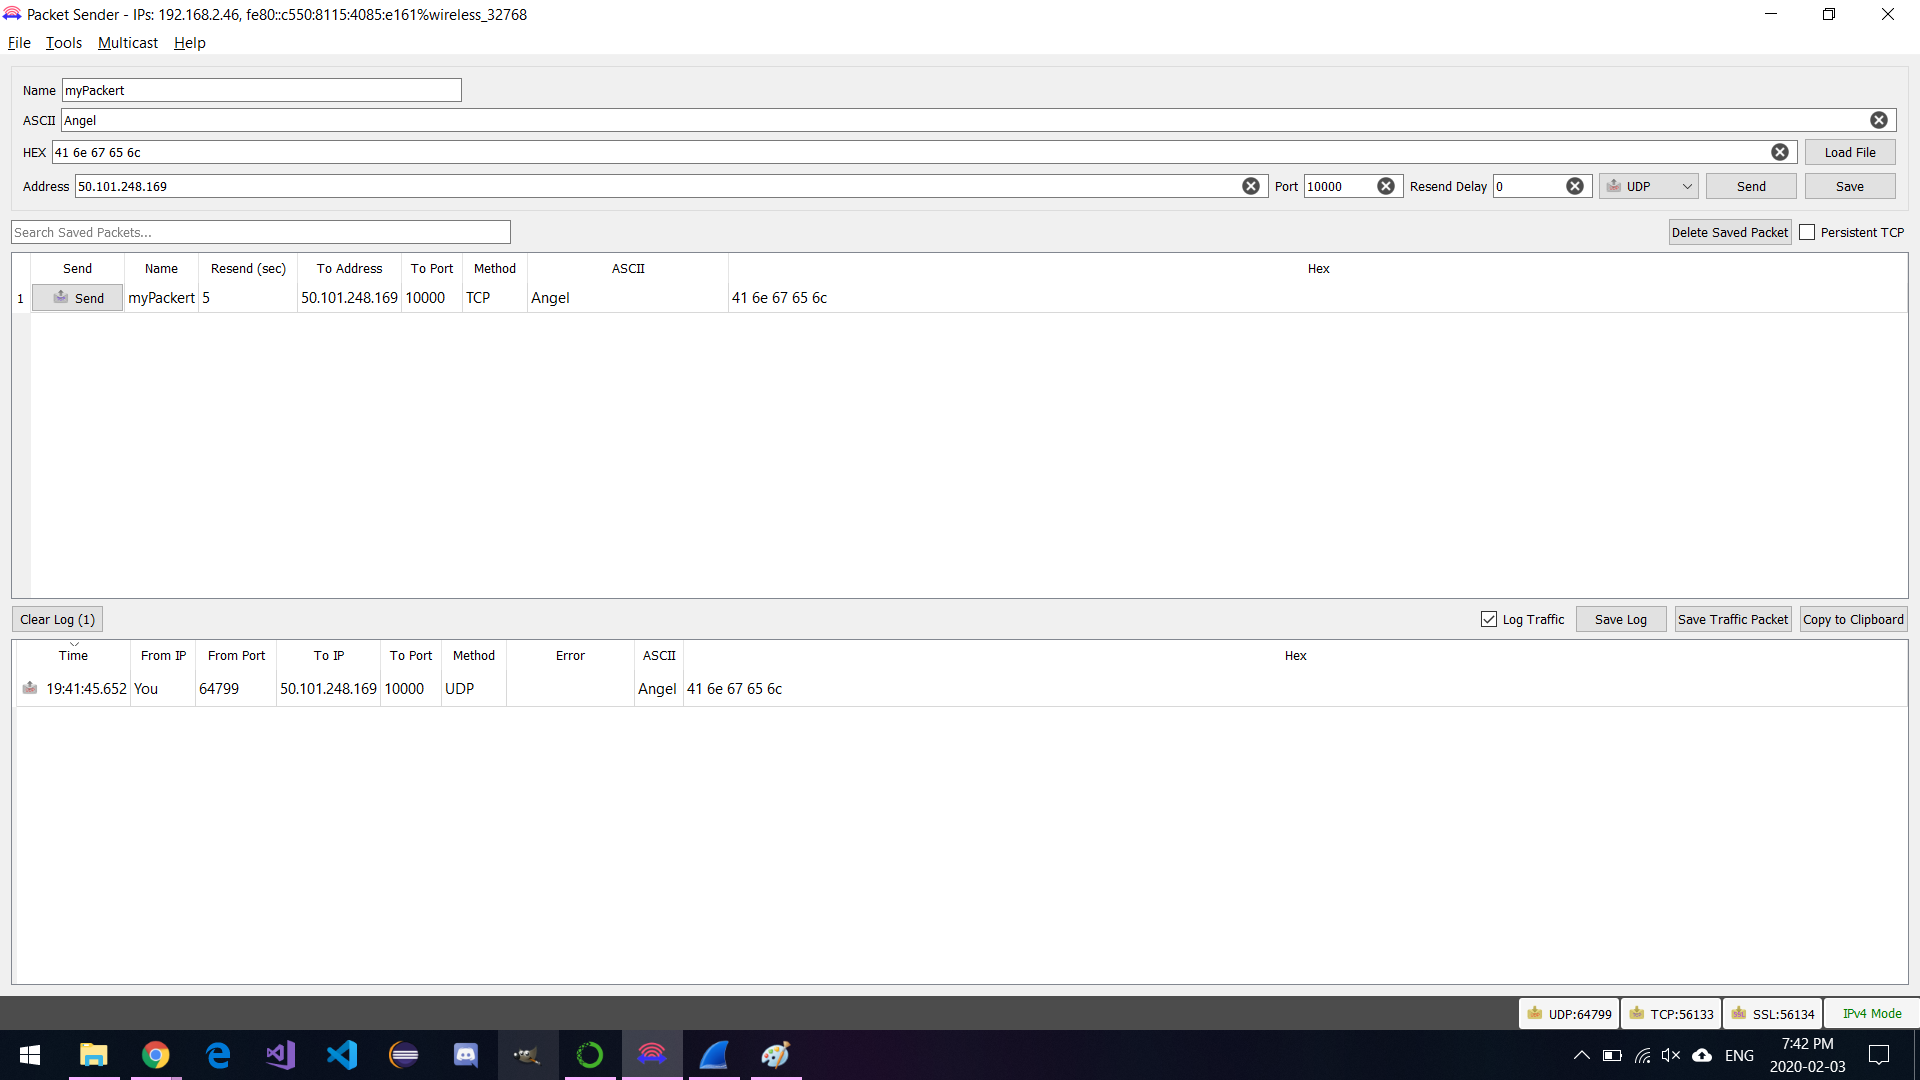 Packet Sender - IPs: 192.168.2.46, fe80::c550:8115:4085:e161%wireless_32768
File Tools Multicast Help
Name myPackert
ASCII Angel
HEX 41 6e 67 65 6c Load File
Address 50.101.248.169 Port 10000 Resend Delay 0 UDP Send Save
Search Saved Packets... Delete Saved Packet Persistent TCP
Send Name Resend (sec) To Address To Port Method ASCII Hex
1 Send myPackert 5 50.101.248.169 10000 TCP Angel 41 6e 67 65 6c
Clear Log (1) Log Traffic Save Log Save Traffic Packet Copy to Clipboard
Time From IP From Port To IP To Port Method Error ASCII Hex
19:41:45.652 You 64799 50.101.248.169 10000 UDP Angel 41 6e 67 65 6c
UDP:64799 TCP:56133 SSL:56134 IPv4 Mode
ENG 7:42 PM
2020-02-03